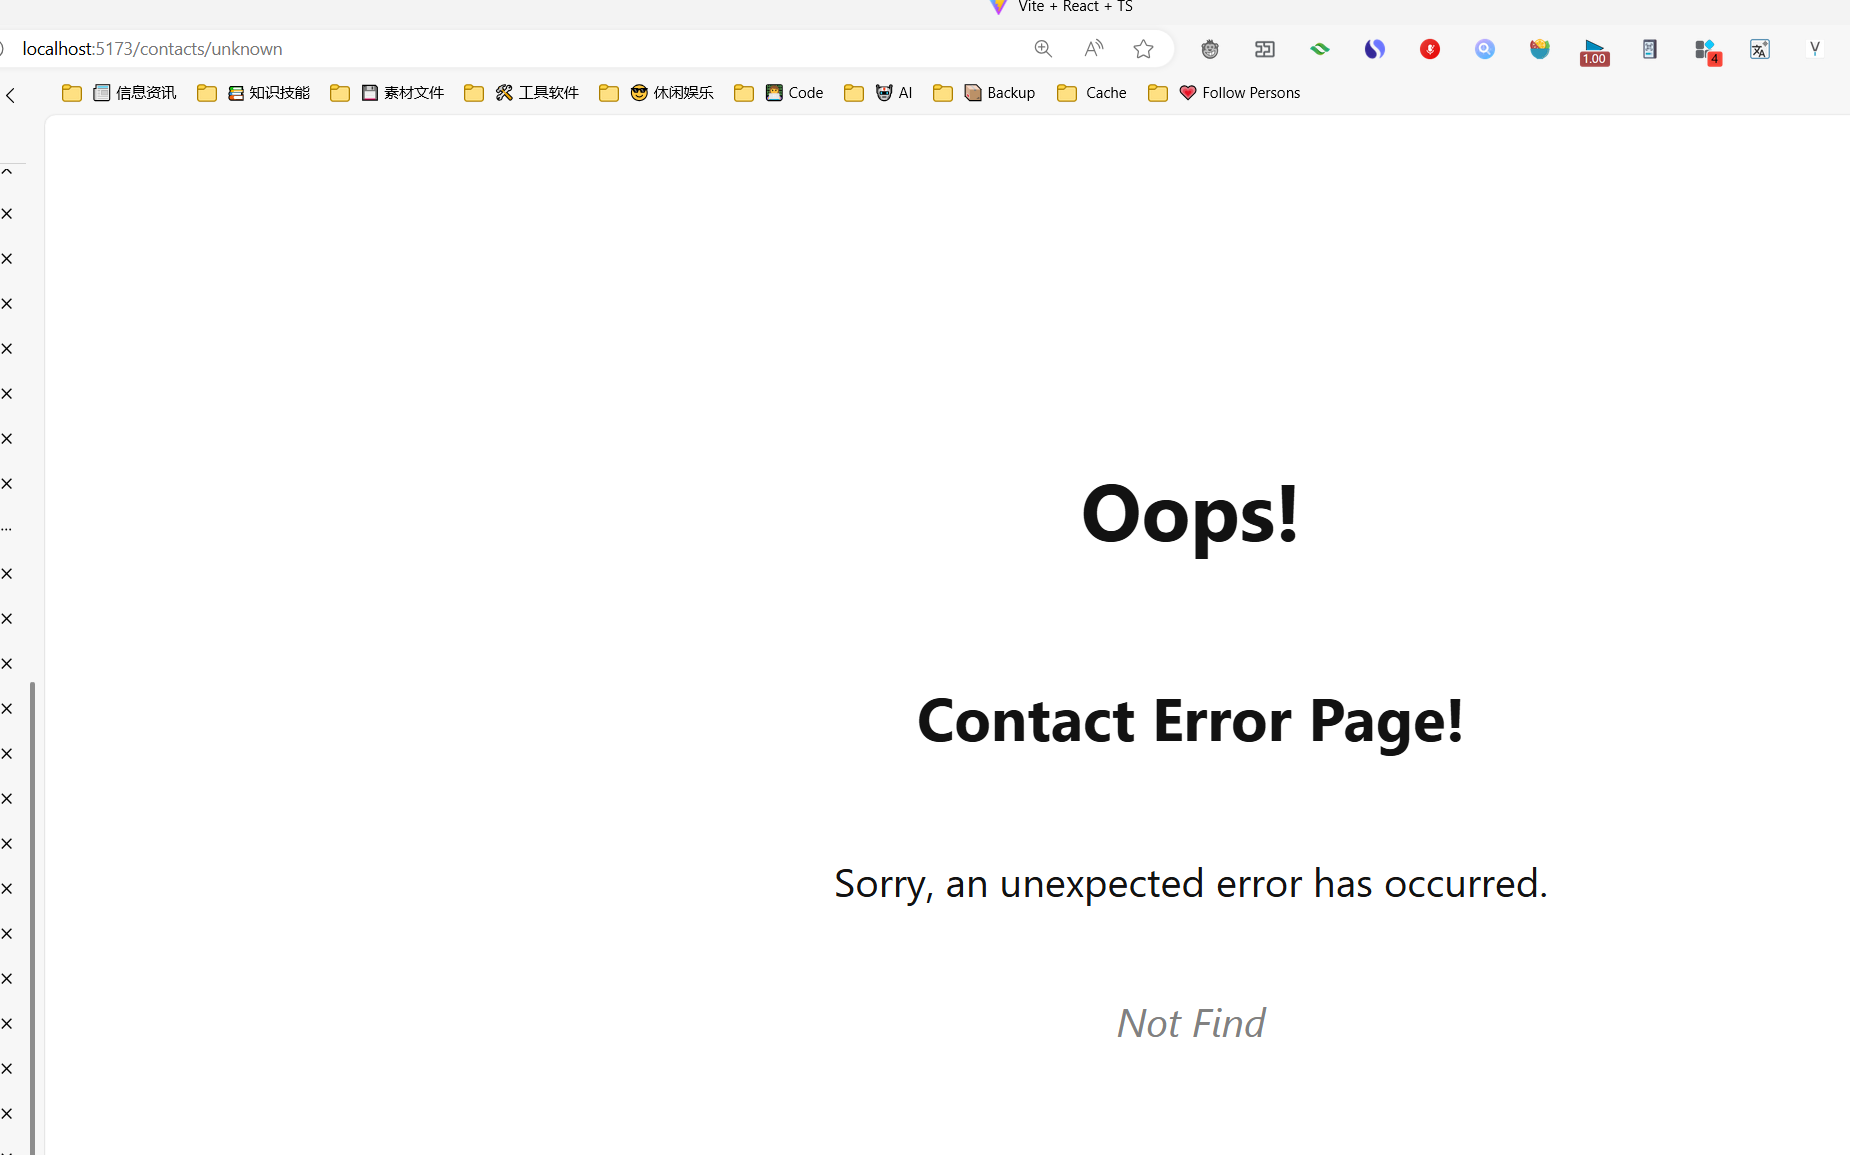 Vite + React + TS
localhost:5173/contacts/unknown
1.00
4
信息资讯 知识技能 素材文件 工具软件 休闲娱乐 Code AI Backup Cache Follow Persons
Oops!
Contact Error Page!
Sorry, an unexpected error has occurred.
Not Find